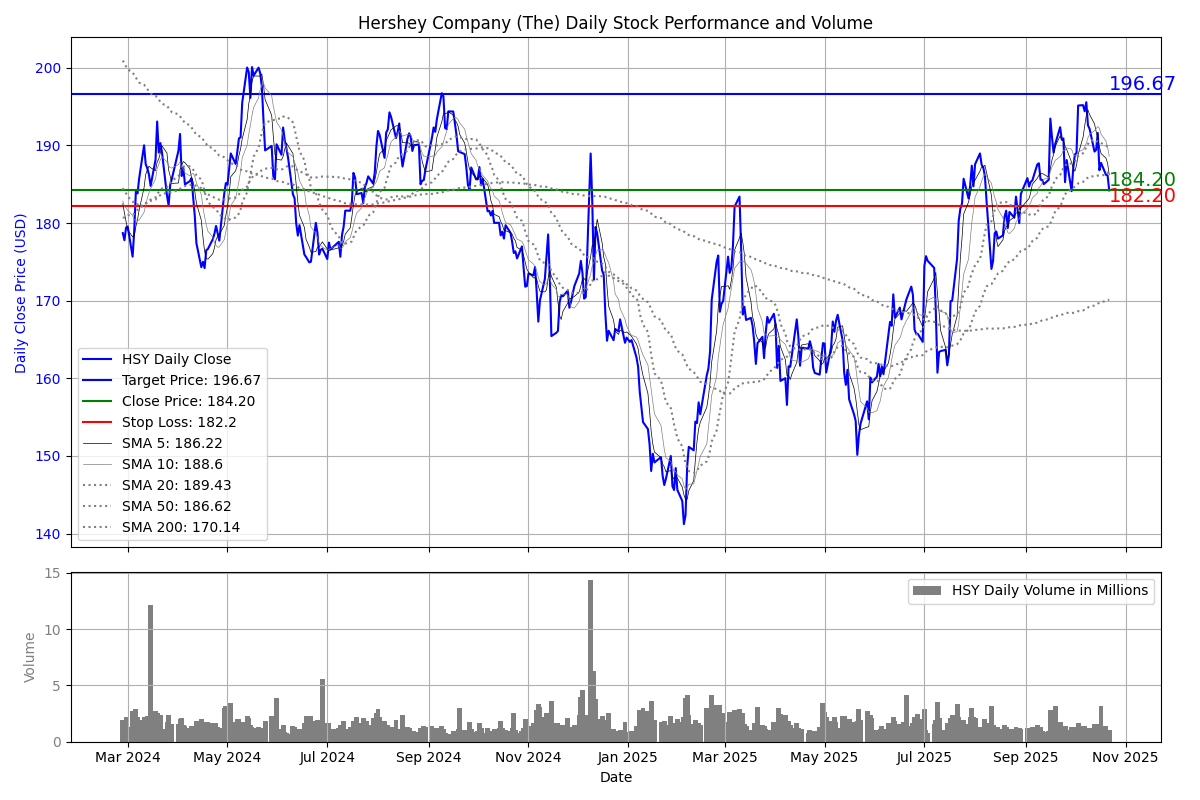 Hershey Company (The) Daily Stock Performance and Volume
Daily Close Price (USD)
200
190
180
170
160
150
140
196.67
184.20
182.20
HSY Daily Close
Target Price: 196.67
Close Price: 184.20
Stop Loss: 182.2
SMA 5: 186.22
SMA 10: 188.6
SMA 20: 189.43
SMA 50: 186.62
SMA 200: 170.14
Volume
15
10
5
0
HSY Daily Volume in Millions
Mar 2024 May 2024 Jul 2024 Sep 2024 Nov 2024 Jan 2025 Mar 2025 May 2025 Jul 2025 Sep 2025 Nov 2025
Date